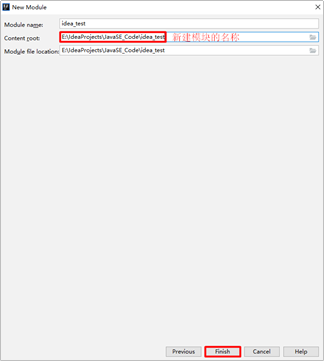 New Module
Module name: idea_test
Content root: E:\IdeaProjects\JavaSE_Code\idea_test 新建模块的名称
Module file location: E:\IdeaProjects\JavaSE_Code\idea_test
Previous Finish Cancel Help